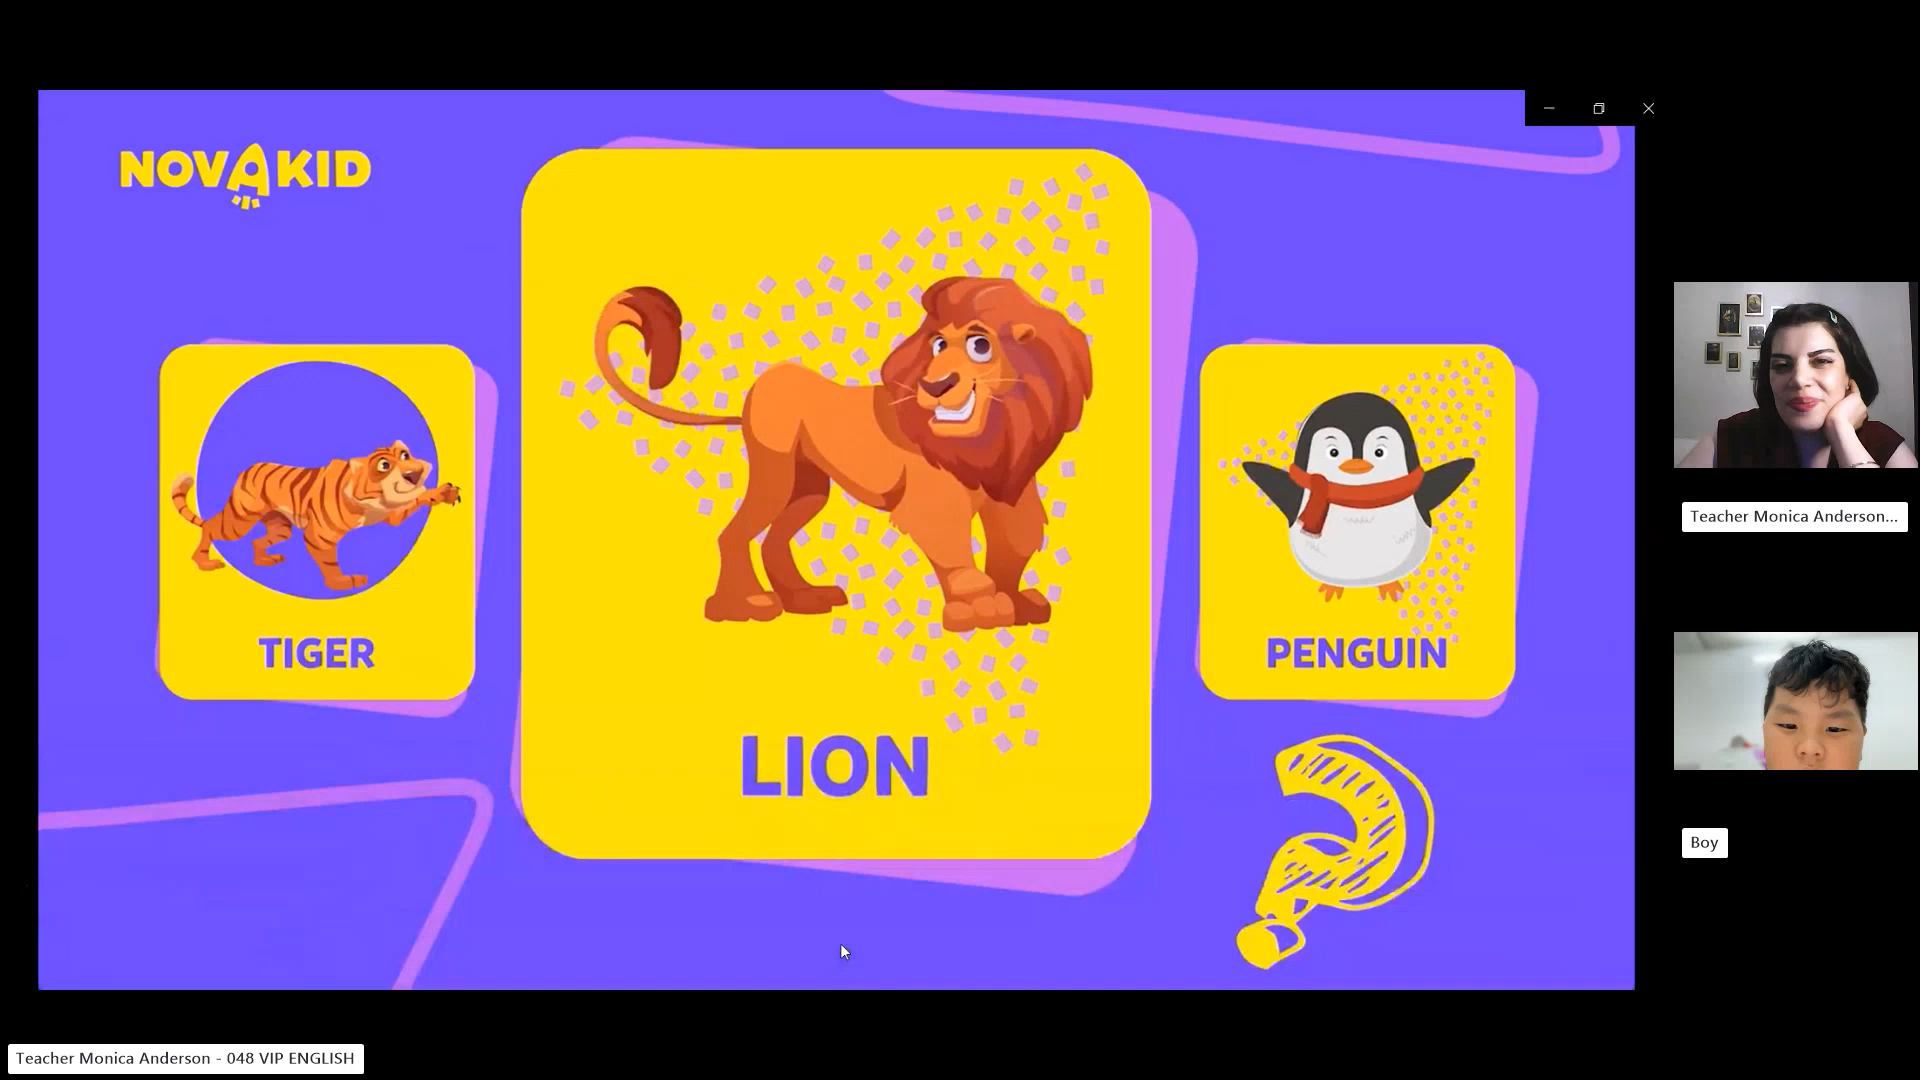 NOVAKID
TIGER
LION
PENGUIN
Teacher Monica Anderson...
Boy
Teacher Monica Anderson - 048 VIP ENGLISH